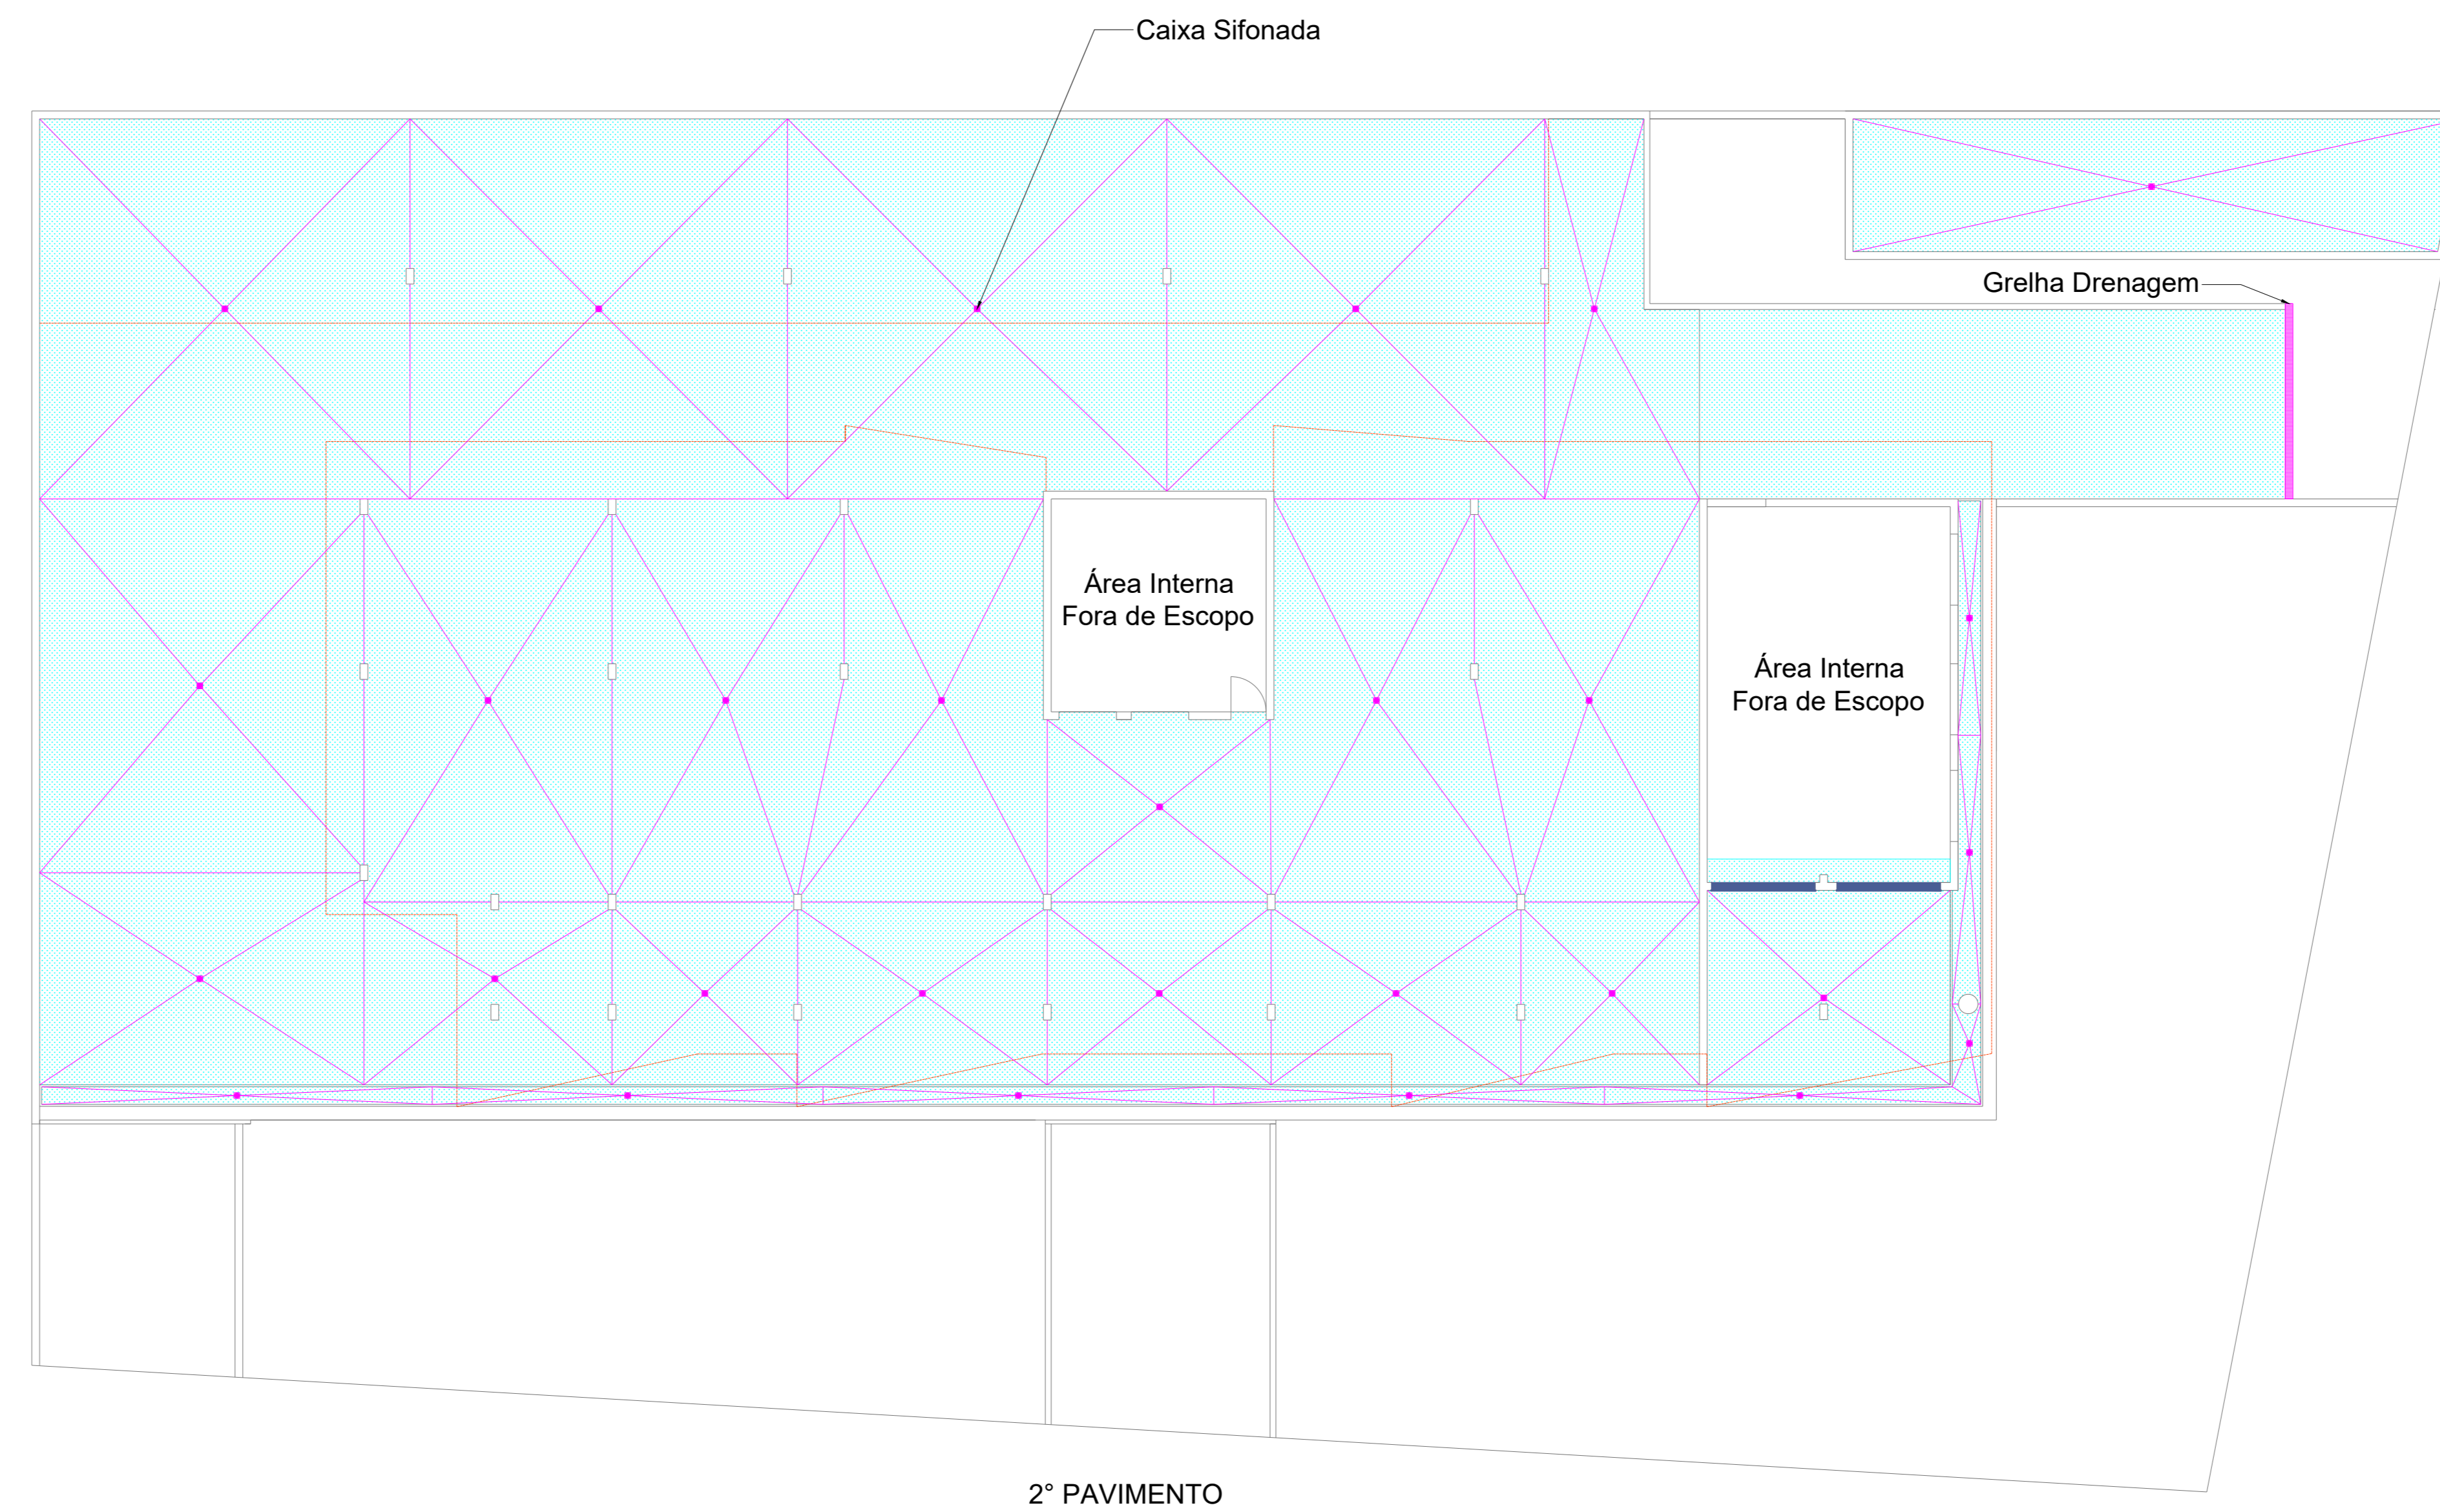 Caixa Sifonada
Grelha Drenagem
Área Interna
Fora de Escopo
Área Interna
Fora de Escopo
2° PAVIMENTO